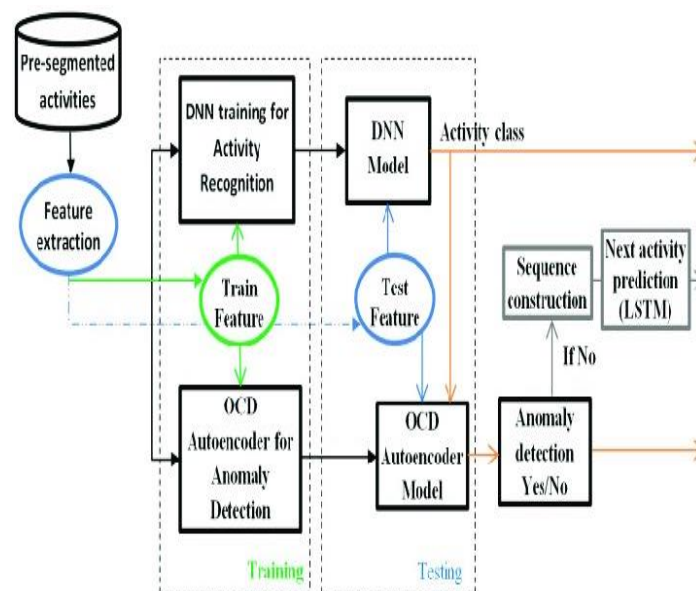 Pre-segmented
activities
Feature
extraction
DNN training for
Activity
Recognition
Train
Feature
OCD
Autoencoder for
Anomaly
Detection
Training
DNN
Model
Test
Feature
OCD
Autoencoder
Model
Testing
Activity class
Sequence
construction
Next activity
prediction
(LSTM)
If No
Anomaly
detection
Yes/No